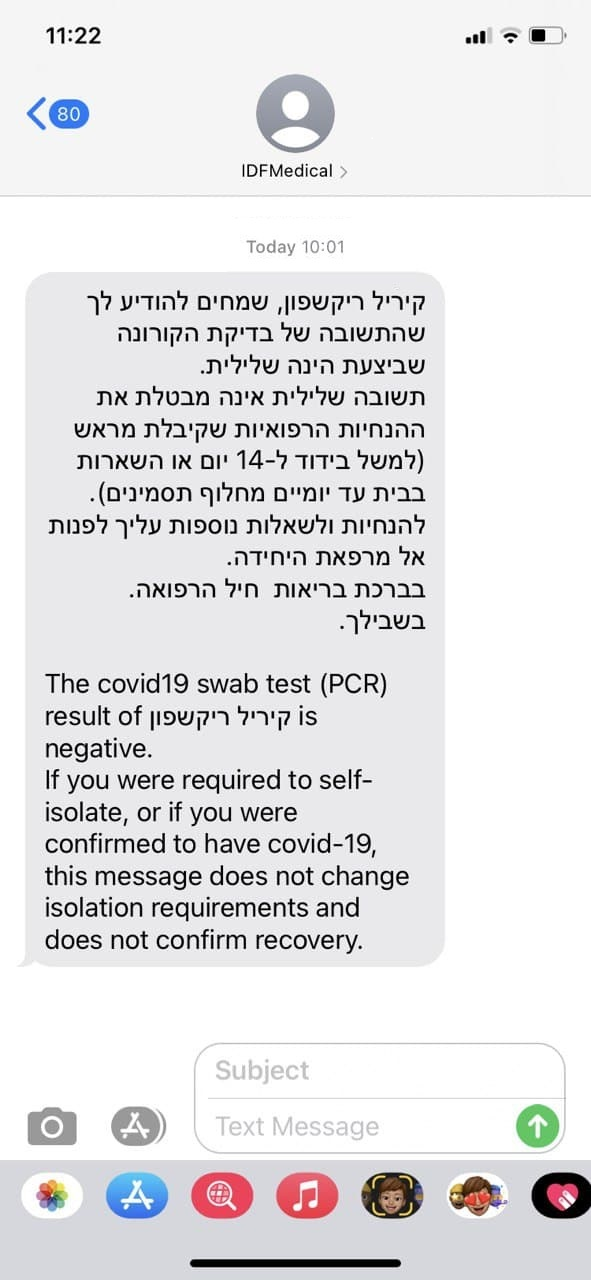 11:22
80
IDFMedical
Today 10:01
קיריל ריקשפון, שמחים להודיע לך
שהתשובה של בדיקת הקורונה
שביצעת הינה שלילית.
תשובה שלילית אינה מבטלת את
ההנחיות הרפואיות שקיבלת מראש
(למשל בידוד ל-14 יום או השארות
בבית עד יומיים מחלוף תסמינים).
להנחיות ולשאלות נוספות עליך לפנות
אל מרפאת היחידה.
בברכת בריאות  חיל הרפואה.
בשבילך.
The covid19 swab test (PCR)
result of קיריל ריקשפון is
negative.
If you were required to self-
isolate, or if you were
confirmed to have covid-19,
this message does not change
isolation requirements and
does not confirm recovery.
Subject
Text Message